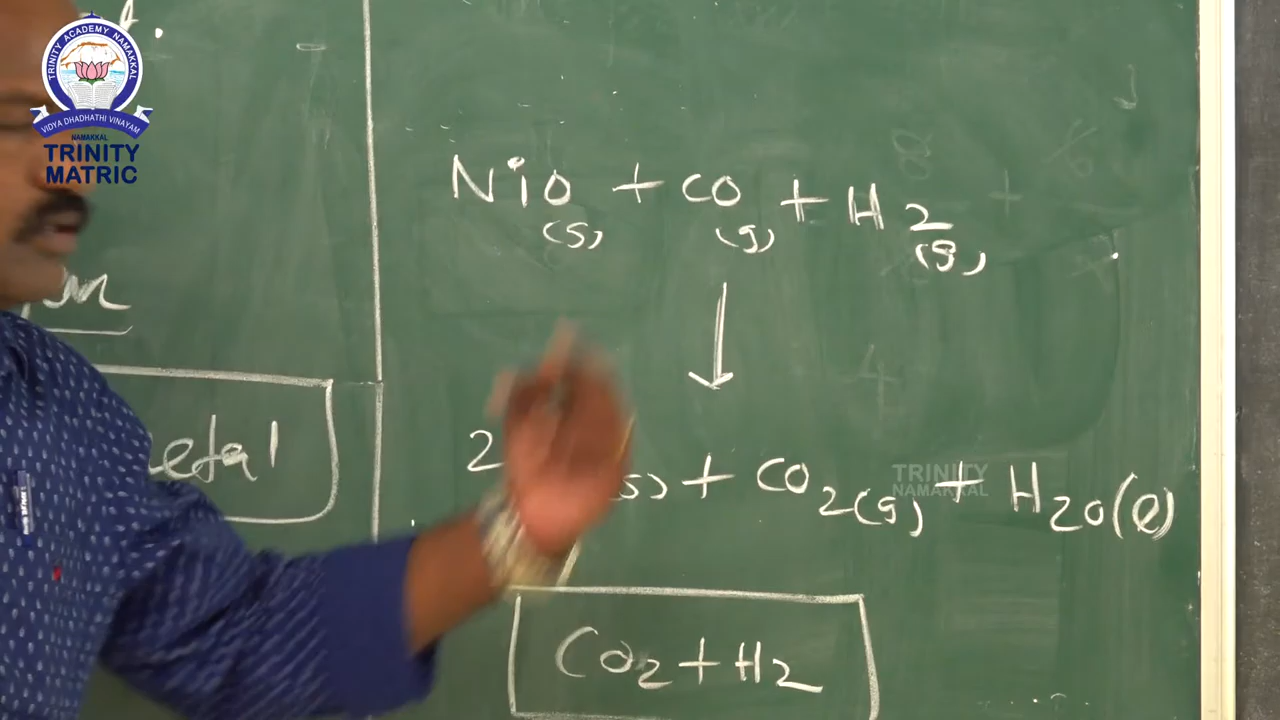 TRINITY ACADEMY NAMAKKAL
VIDYA DHADHATHI VINAYAM
NAMAKKAL
TRINITY
MATRIC
NiO(s) + CO(g) + H2(g)
↓
2 (s) + CO2(g) + H2O(l)
CO2 + H2
etal
TRINITY
NAMAKKAL